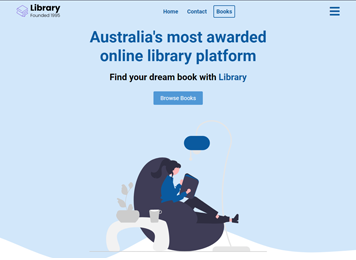 Library
Founded 1995
Home Contact Books
Australia's most awarded
online library platform
Find your dream book with Library
Browse Books